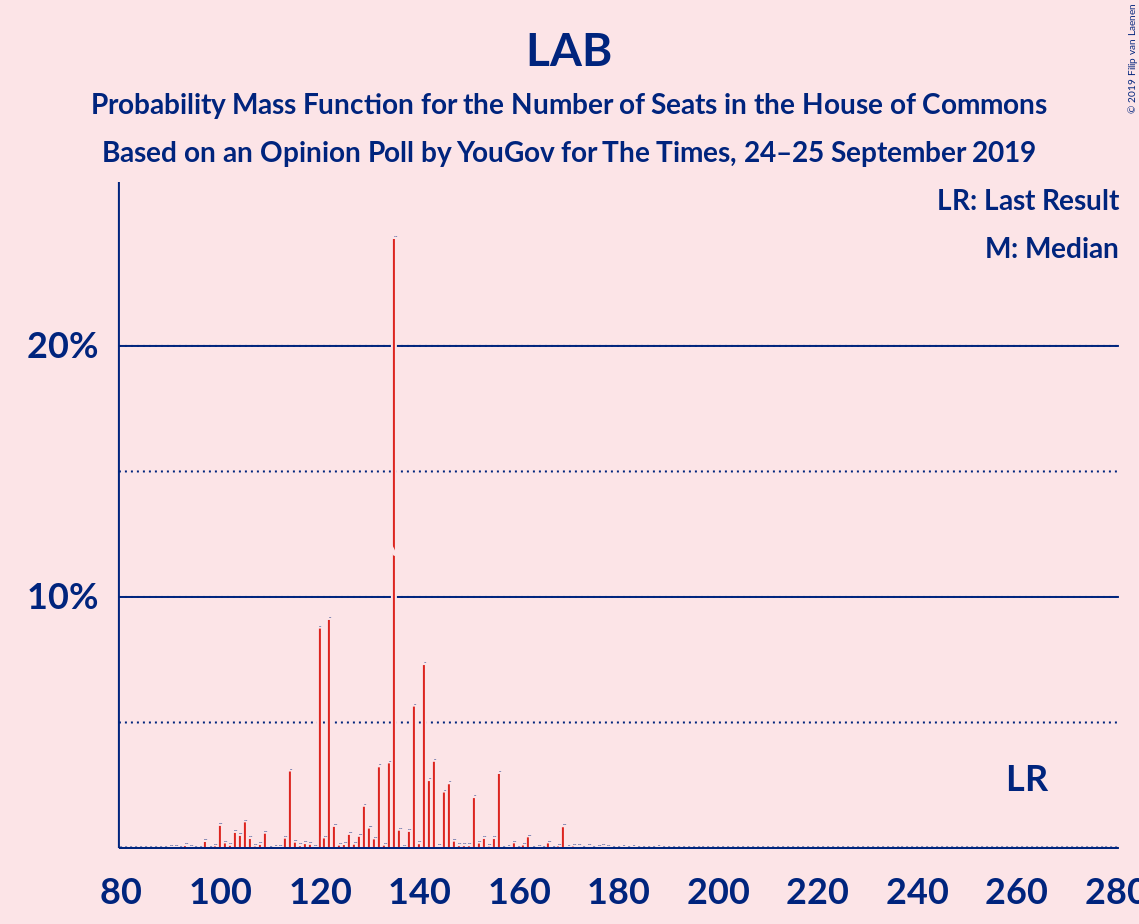 LAB
Probability Mass Function for the Number of Seats in the House of Commons
Based on an Opinion Poll by YouGov for The Times, 24–25 September 2019
© 2019 Filip van Laenen
LR: Last Result
M: Median
20%
10%
LR
80 100 120 140 160 180 200 220 240 260 280